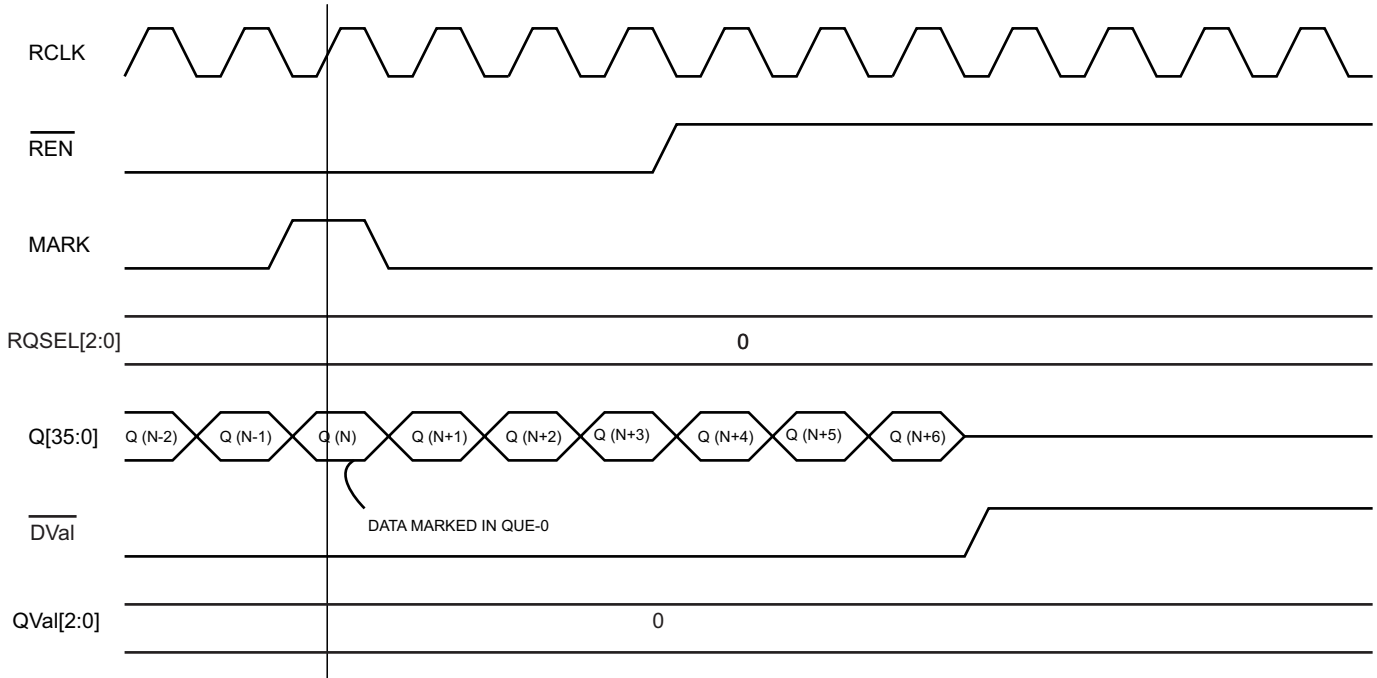 RCLK
REN
MARK
RQSEL[2:0]
0
Q[35:0]
Q (N-2)
Q (N-1)
Q (N)
Q (N+1)
Q (N+2)
Q (N+3)
Q (N+4)
Q (N+5)
Q (N+6)
DATA MARKED IN QUE-0
DVal
QVal[2:0]
0